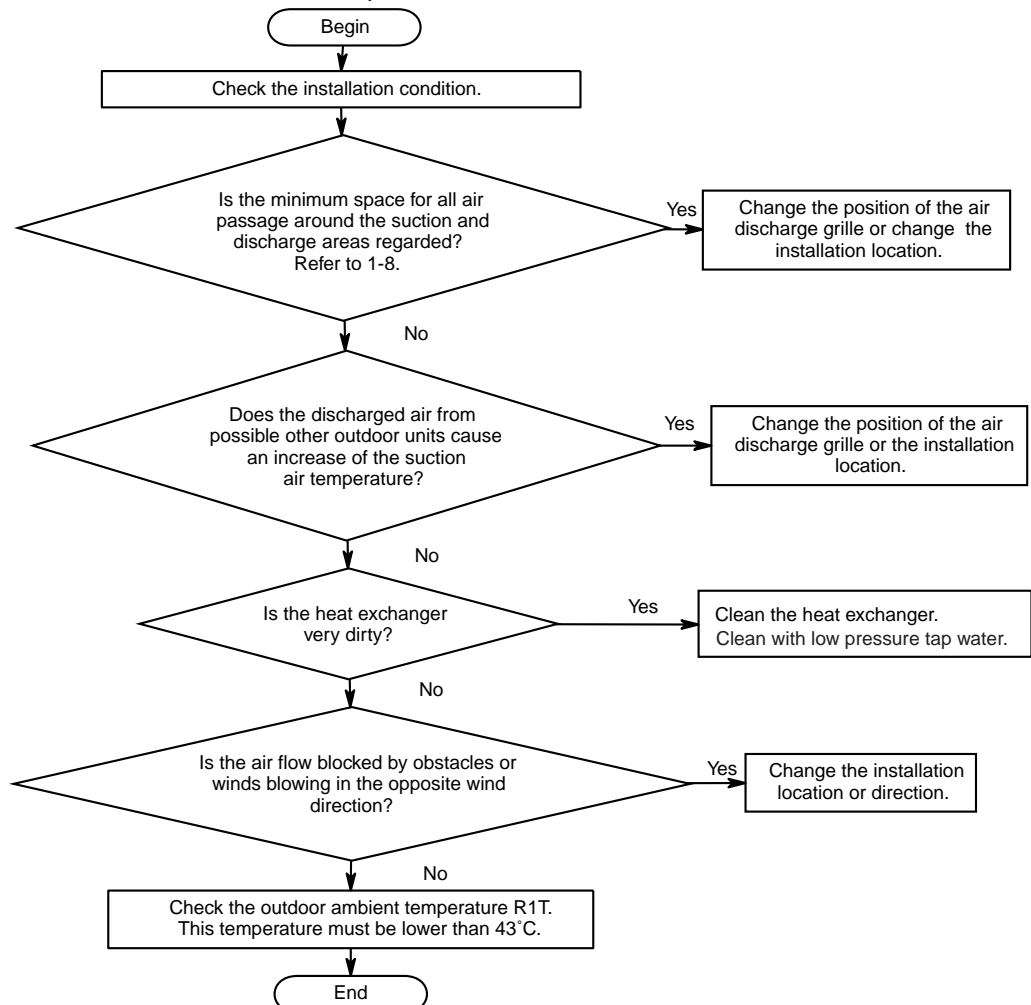 Begin
Check the installation condition.
Is the minimum space for all air
passage around the suction and
discharge areas regarded?
Refer to 1-8.
Yes
Change the position of the air
discharge grille or change the
installation location.
No
Does the discharged air from
possible other outdoor units cause
an increase of the suction
air temperature?
Yes
Change the position of the air
discharge grille or the installation
location.
No
Is the heat exchanger
very dirty?
Yes
Clean the heat exchanger.
Clean with low pressure tap water.
No
Is the air flow blocked by obstacles or
winds blowing in the opposite wind
direction?
Yes
Change the installation
location or direction.
No
Check the outdoor ambient temperature R1T.
This temperature must be lower than 43˚C.
End